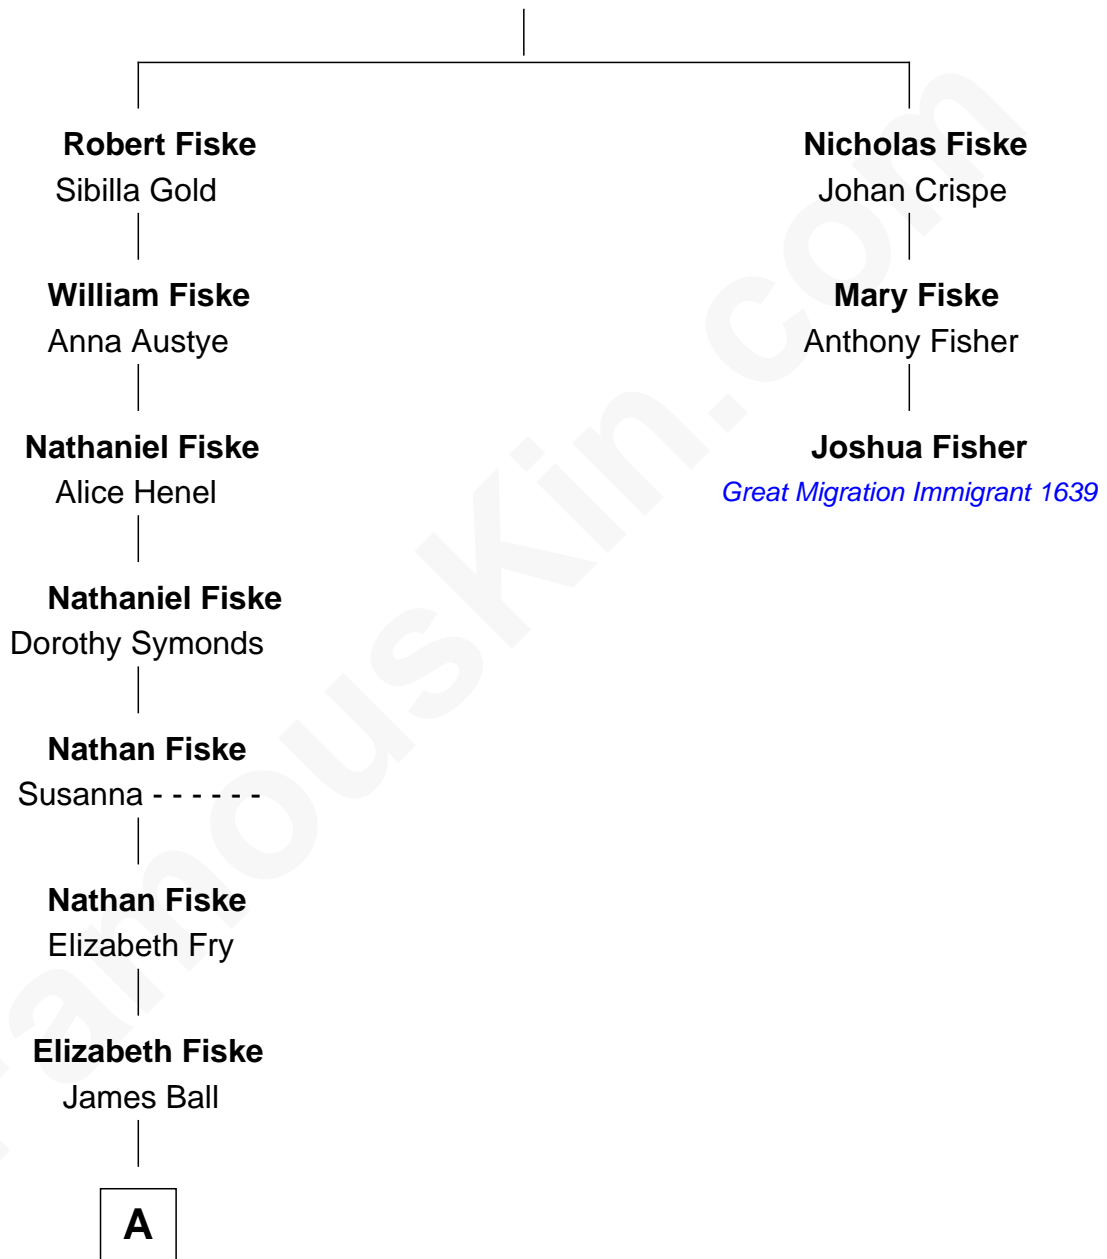 Robert Fiske
Sibilla Gold
Nicholas Fiske
Johan Crispe
William Fiske
Anna Austye
Mary Fiske
Anthony Fisher
Nathaniel Fiske
Alice Henel
Joshua Fisher
Great Migration Immigrant 1639
Nathaniel Fiske
Dorothy Symonds
Nathan Fiske
Susanna - - - - - -
Nathan Fiske
Elizabeth Fry
Elizabeth Fiske
James Ball
A
FamousKin.com